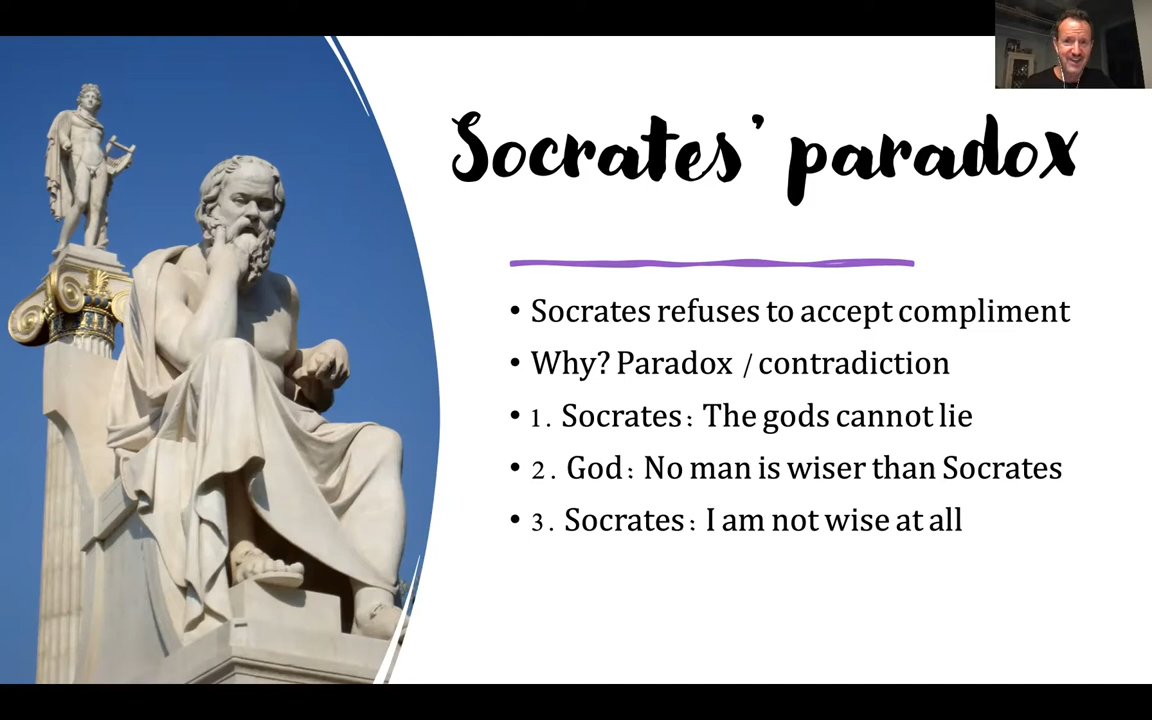 Socrates' paradox
• Socrates refuses to accept compliment
• Why? Paradox / contradiction
• 1. Socrates: The gods cannot lie
• 2. God: No man is wiser than Socrates
• 3. Socrates: I am not wise at all